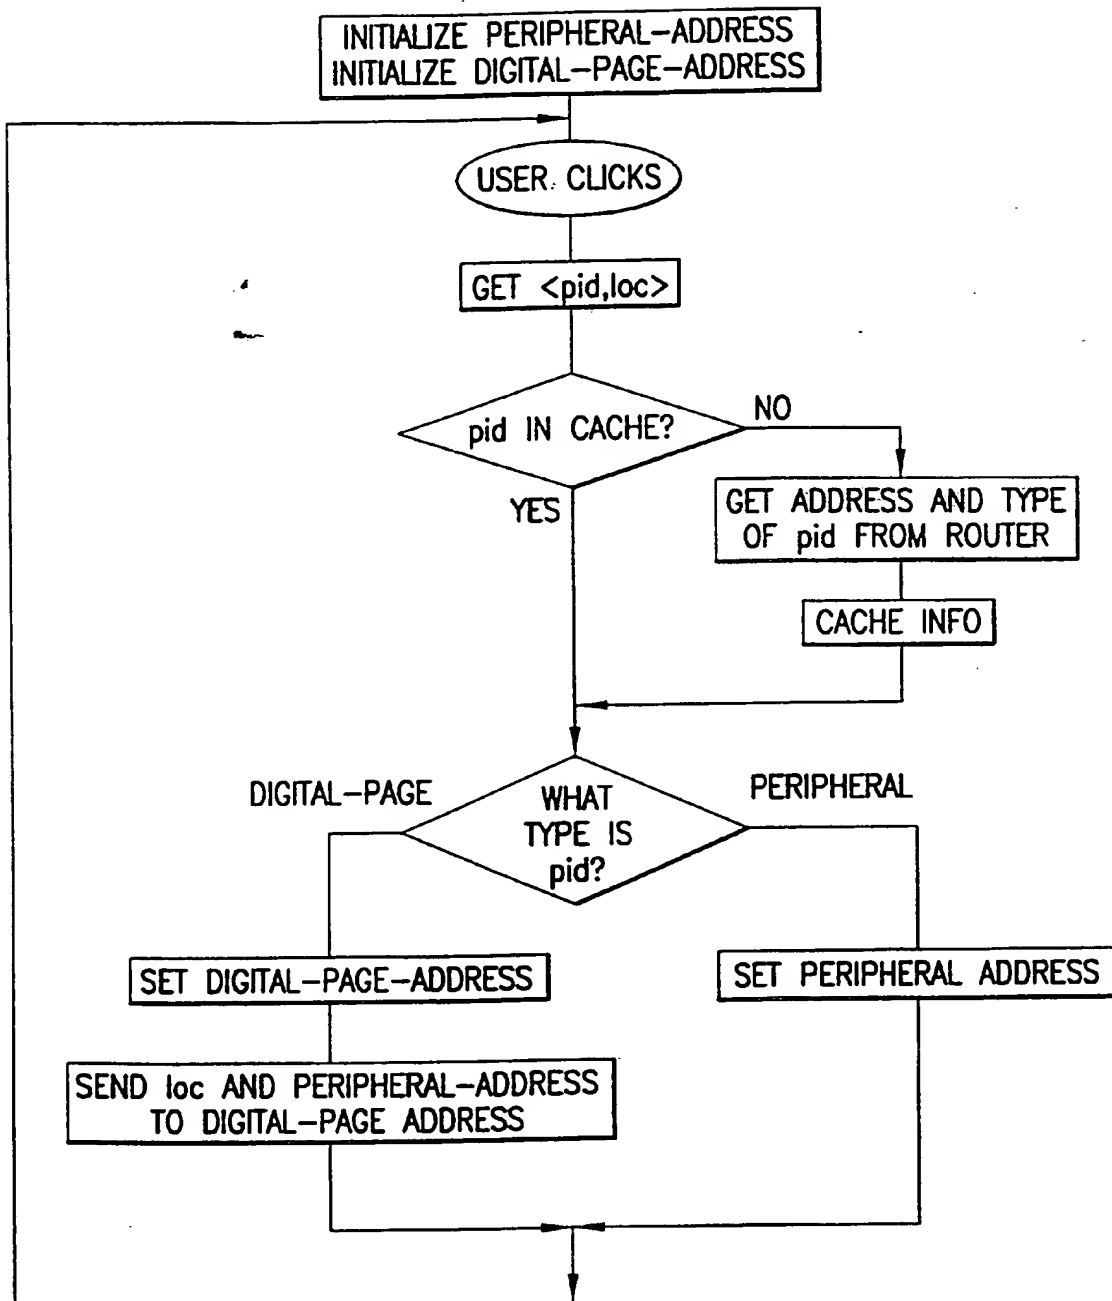 INITIALIZE PERIPHERAL-ADDRESS
INITIALIZE DIGITAL-PAGE-ADDRESS
USER CLICKS
GET <pid,loc>
pid IN CACHE?
NO
YES
GET ADDRESS AND TYPE
OF pid FROM ROUTER
CACHE INFO
DIGITAL-PAGE
WHAT
TYPE IS
pid?
PERIPHERAL
SET DIGITAL-PAGE-ADDRESS
SET PERIPHERAL ADDRESS
SEND loc AND PERIPHERAL-ADDRESS
TO DIGITAL-PAGE ADDRESS